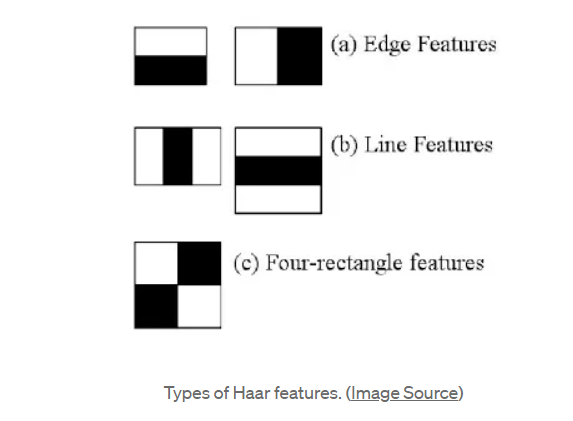 (a) Edge Features
(b) Line Features
(c) Four-rectangle features
Types of Haar features. (Image Source)